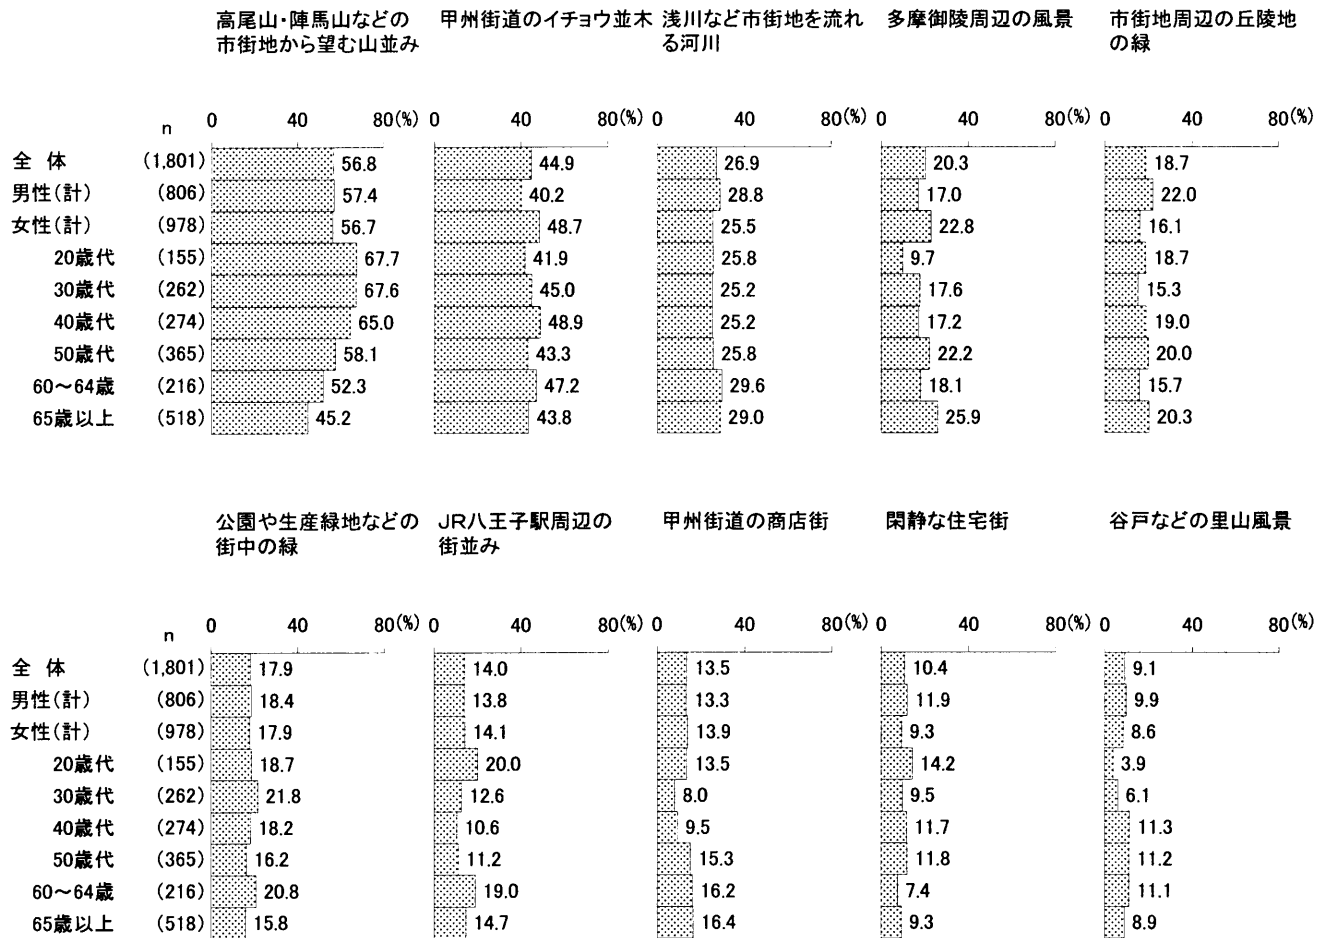 高尾山・陣馬山などの
市街地から望む山並み
甲州街道のイチョウ並木
浅川など市街地を流れ
る河川
多摩御陵周辺の風景
市街地周辺の丘陵地
の緑
n 0 40 80(%) 0 40 80(%) 0 40 80(%) 0 40 80(%) 0 40 80(%)
全 体 (1,801) 56.8 44.9 26.9 20.3 18.7
男性(計) (806) 57.4 40.2 28.8 17.0 22.0
女性(計) (978) 56.7 48.7 25.5 22.8 16.1
20歳代 (155) 67.7 41.9 25.8 9.7 18.7
30歳代 (262) 67.6 45.0 25.2 17.6 15.3
40歳代 (274) 65.0 48.9 25.2 17.2 19.0
50歳代 (365) 58.1 43.3 25.8 22.2 20.0
60～64歳 (216) 52.3 47.2 29.6 18.1 15.7
65歳以上 (518) 45.2 43.8 29.0 25.9 20.3
公園や生産緑地などの
街中の緑
JR八王子駅周辺の
街並み
甲州街道の商店街
閑静な住宅街
谷戸などの里山風景
n 0 40 80(%) 0 40 80(%) 0 40 80(%) 0 40 80(%) 0 40 80(%)
全 体 (1,801) 17.9 14.0 13.5 10.4 9.1
男性(計) (806) 18.4 13.8 13.3 11.9 9.9
女性(計) (978) 17.9 14.1 13.9 9.3 8.6
20歳代 (155) 18.7 20.0 13.5 14.2 3.9
30歳代 (262) 21.8 12.6 8.0 9.5 6.1
40歳代 (274) 18.2 10.6 9.5 11.7 11.3
50歳代 (365) 16.2 11.2 15.3 11.8 11.2
60～64歳 (216) 20.8 19.0 16.2 7.4 11.1
65歳以上 (518) 15.8 14.7 16.4 9.3 8.9